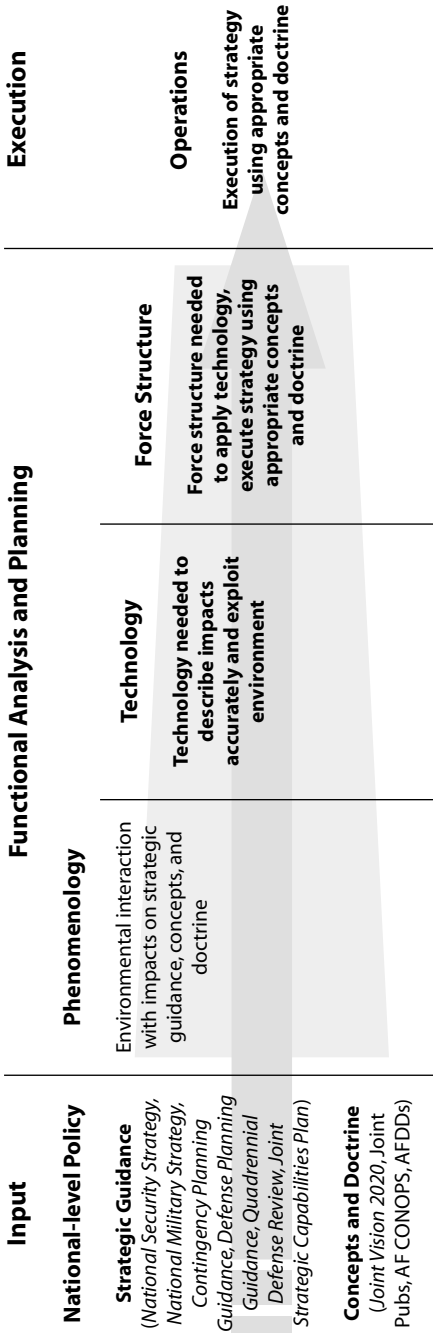 Input
Functional Analysis and Planning
Execution
National-level Policy
Strategic Guidance
(National Security Strategy,
National Military Strategy,
Contingency Planning
Guidance, Defense Planning
Guidance, Quadrennial
Defense Review, Joint
Strategic Capabilities Plan)
Concepts and Doctrine
(Joint Vision 2020, Joint
Pubs, AF CONOPS, AFDDs)
Phenomenology
Environmental interaction
with impacts on strategic
guidance, concepts, and
doctrine
Technology
Technology needed to
describe impacts
accurately and exploit
environment
Force Structure
Force structure needed
to apply technology,
execute strategy using
appropriate concepts
and doctrine
Operations
Execution of strategy
using appropriate
concepts and doctrine